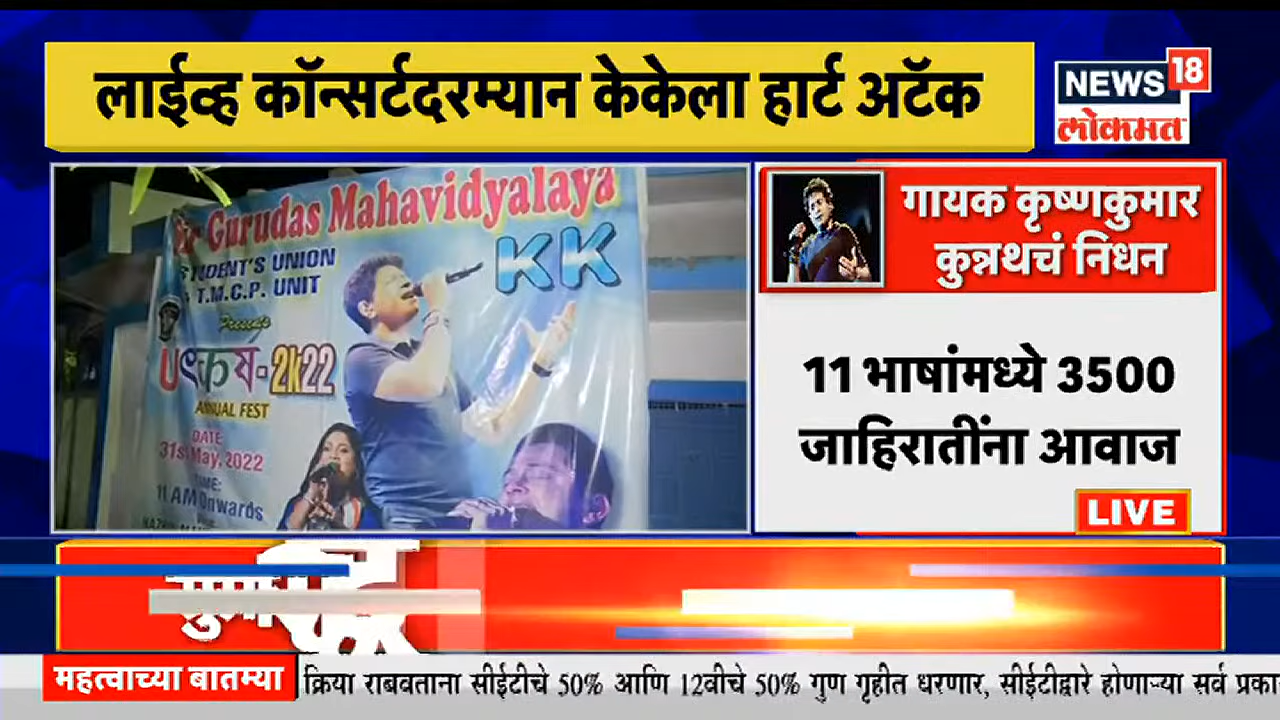 लाईव्ह कॉन्सर्टदरम्यान केकेला हार्ट अटॅक
NEWS 18
लोकमत
Gurudas Mahavidyalaya
KK
STUDENT'S UNION
T.M.C.P. UNIT
Presents
2K22
ANNUAL FEST
DATE
31st May, 2022
TIME:
11 AM Onwards
गायक कृष्णकुमार
कुन्नथचं निधन
11 भाषांमध्ये 3500
जाहिरातींना आवाज
LIVE
महत्वाच्या बातम्या
क्रिया राबवताना सीईटीचे 50% आणि 12वीचे 50% गुण गृहीत धरणार, सीईटीद्वारे होणाऱ्या सर्व प्रका